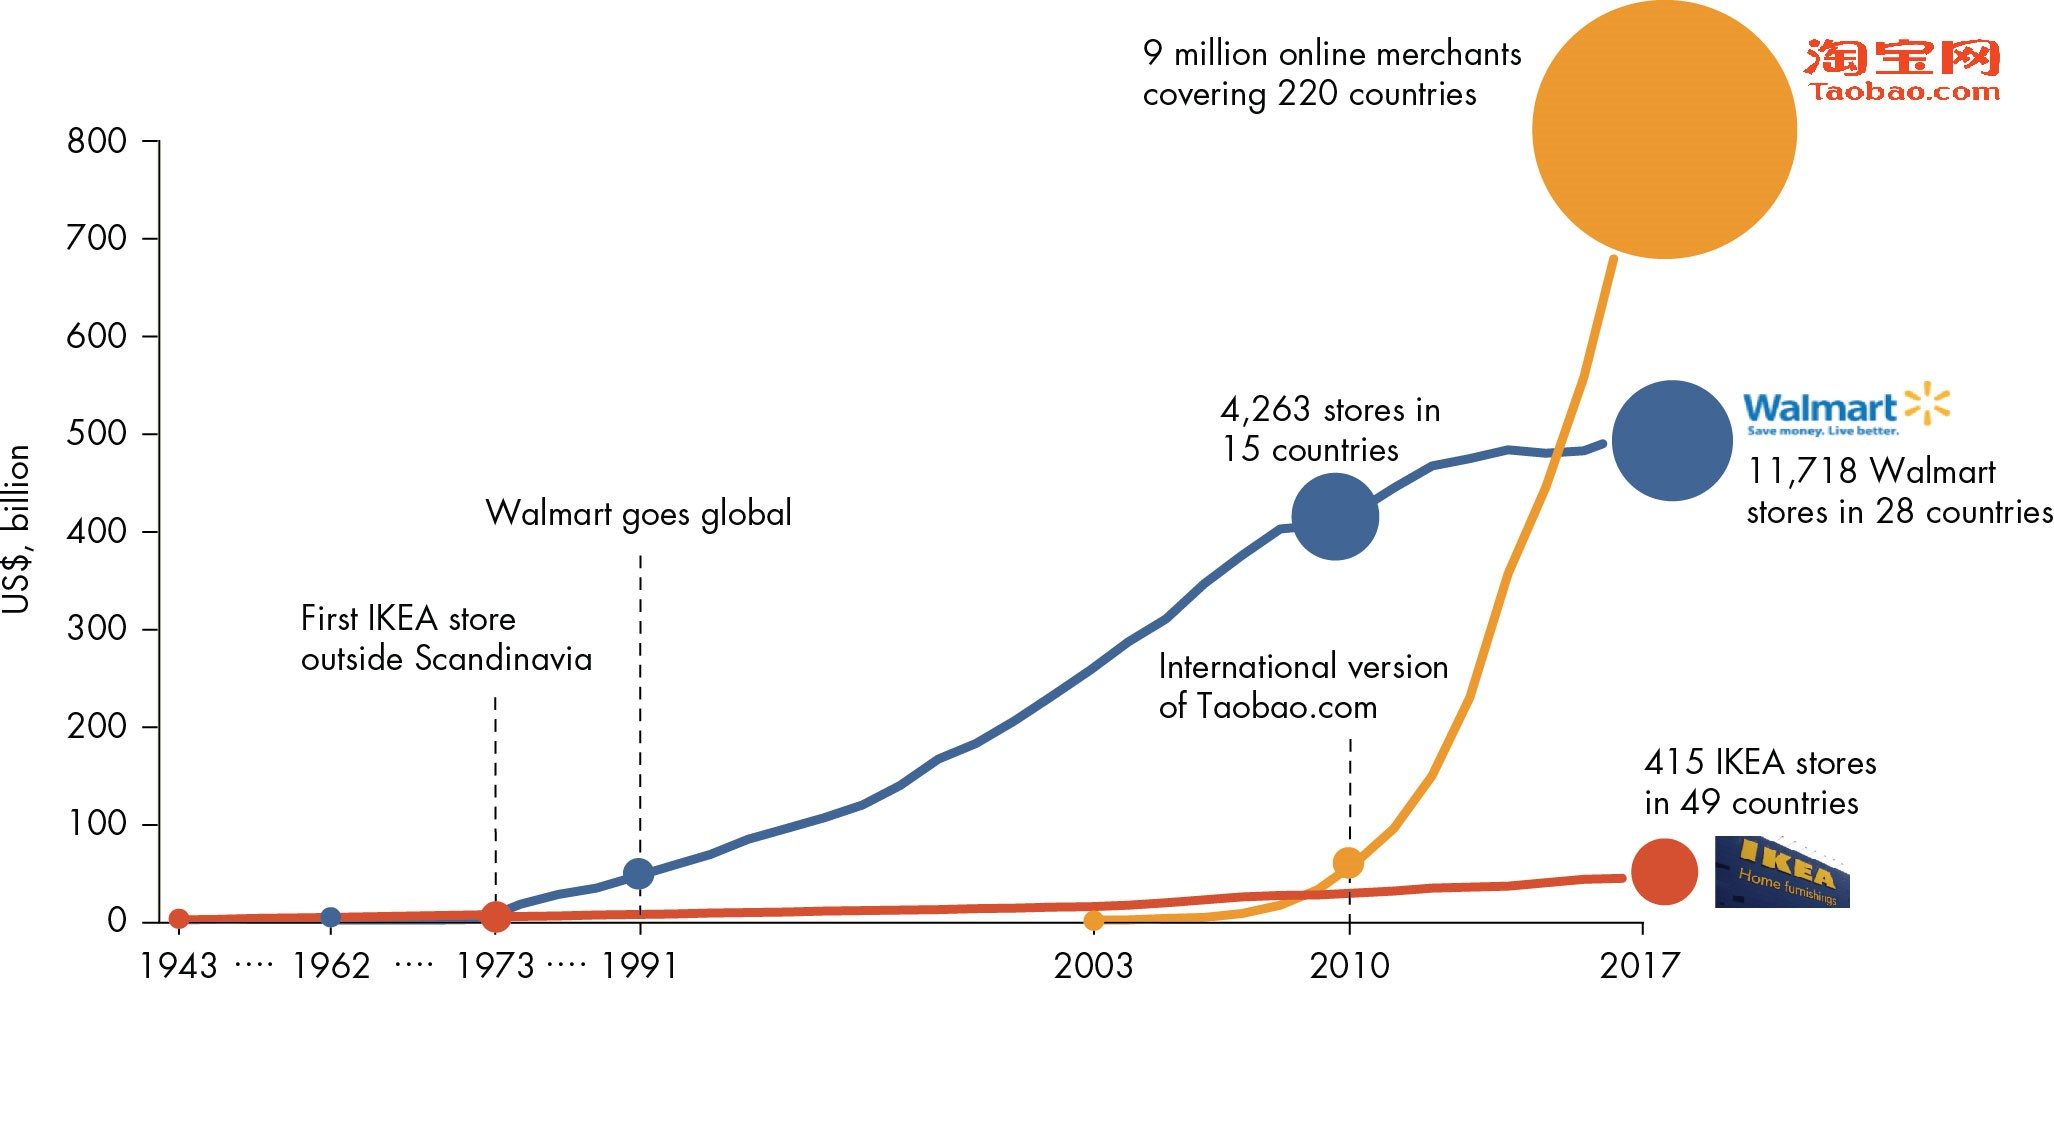 9 million online merchants
covering 220 countries
淘宝网
Taobao.com
800
700
600
500
400
300
200
100
0
US$, billion
4,263 stores in
15 countries
Walmart
Save money. Live better.
11,718 Walmart
stores in 28 countries
Walmart goes global
First IKEA store
outside Scandinavia
International version
of Taobao.com
415 IKEA stores
in 49 countries
IKEA
Home furnishings
1943 .... 1962 .... 1973 .... 1991 2003 2010 2017